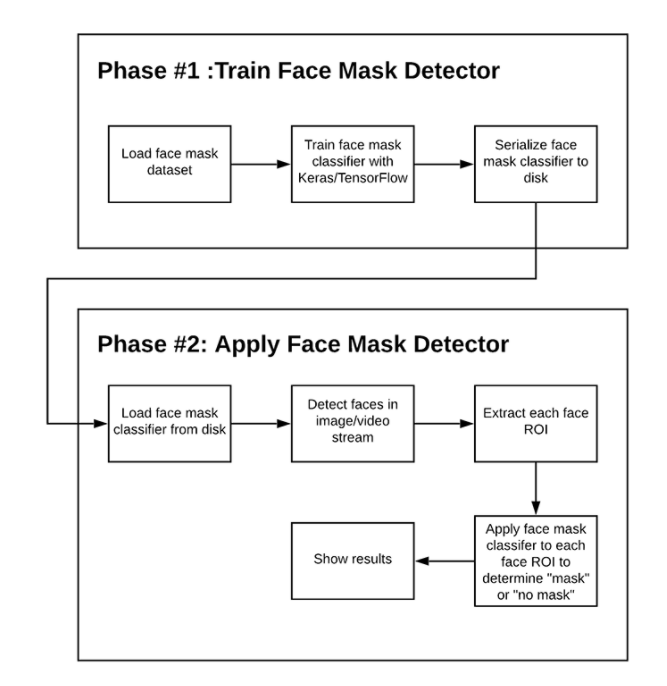 Phase #1 :Train Face Mask Detector
Load face mask
dataset
Train face mask
classifier with
Keras/TensorFlow
Serialize face
mask classifier to
disk
Phase #2: Apply Face Mask Detector
Load face mask
classifier from disk
Detect faces in
image/video
stream
Extract each face
ROI
Apply face mask
classifer to each
face ROI to
determine "mask"
or "no mask"
Show results